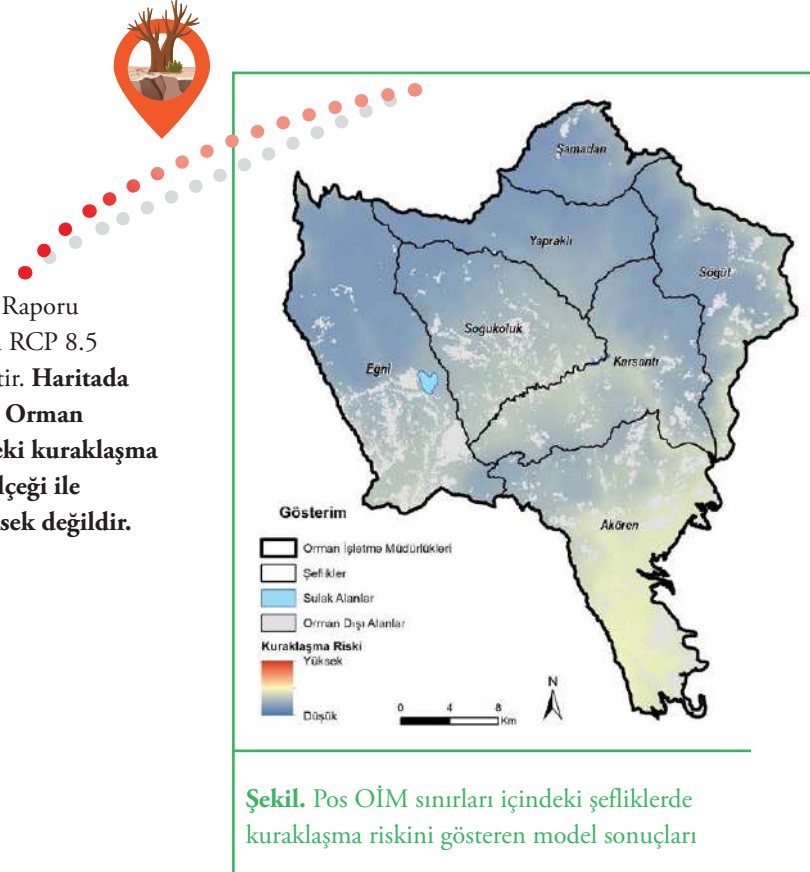 Raporu
RCP 8.5
tir. Haritada
Orman
eki kuraklaşma
lçeği ile
sek değildir.
Şamadan
Yapraklı
Söğüt
Soğukoluk
Eğni
Karsantı
Akören
Gösterim
Orman İşletme Müdürlükleri
Şeflikler
Sulak Alanlar
Orman Dışı Alanlar
Kuraklaşma Riski
Yüksek
Düşük
N
0 4 8
Km
Şekil. Pos OİM sınırları içindeki şefliklerde
kuraklaşma riskini gösteren model sonuçları